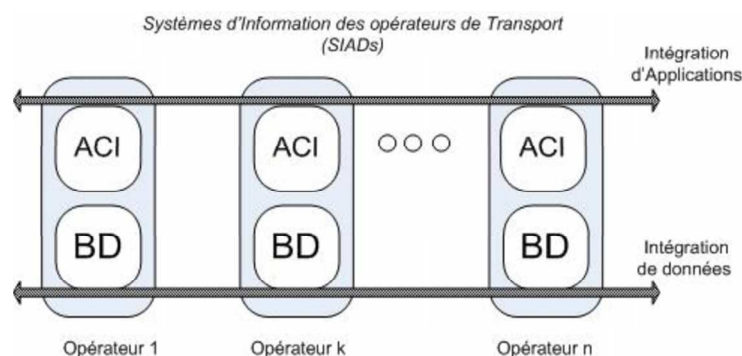 Systèmes d'Information des opérateurs de Transport
(SIADs)
Intégration
d'Applications
ACI
ACI
ACI
BD
BD
BD
Intégration
de données
Opérateur 1
Opérateur k
Opérateur n